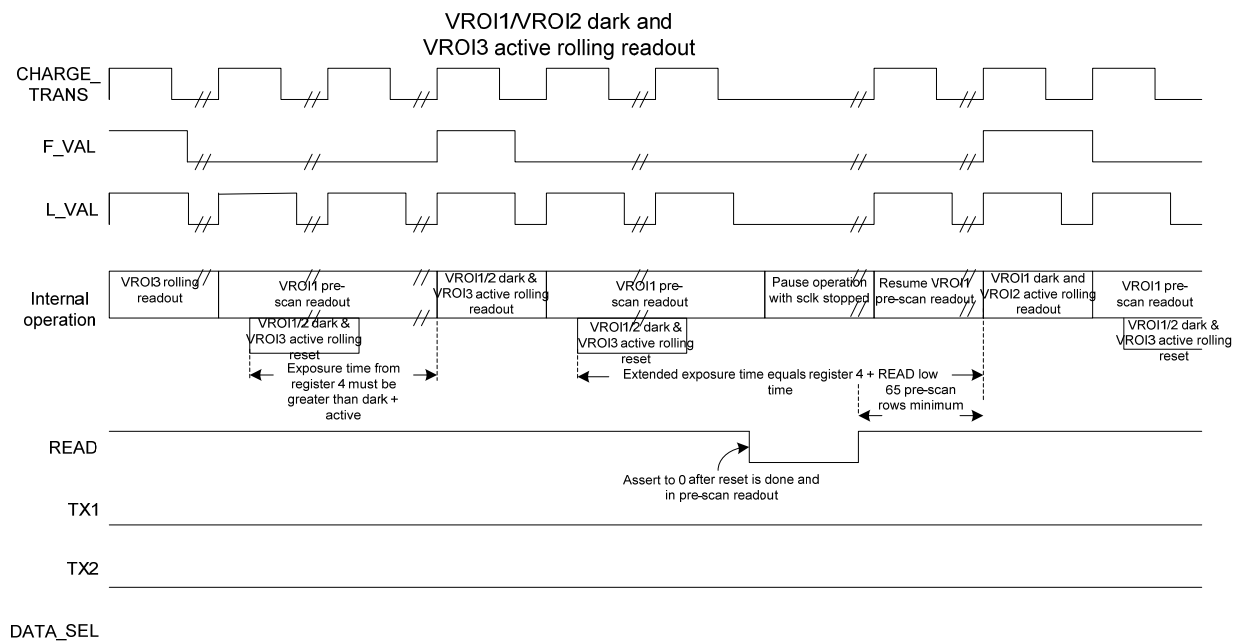 VROI1/VROI2 dark and
VROI3 active rolling readout
CHARGE_
TRANS
F_VAL
L_VAL
Internal
operation
VROI3 rolling
readout
VROI1 pre-
scan readout
VROI1/2 dark &
VROI3 active rolling
readout
VROI1 pre-
scan readout
Pause operation
with sclk stopped
Resume VROI1
pre-scan readout
VROI1 dark and
VROI2 active rolling
readout
VROI1 pre-
scan readout
VROI1/2 dark &
VROI3 active rolling
reset
VROI1/2 dark &
VROI3 active rolling
reset
VROI1/2 dark &
VROI3 active rolling
reset
Exposure time from
register 4 must be
greater than dark +
active
Extended exposure time equals register 4 + READ low
time
65 pre-scan
rows minimum
READ
Assert to 0 after reset is done and
in pre-scan readout
TX1
TX2
DATA_SEL